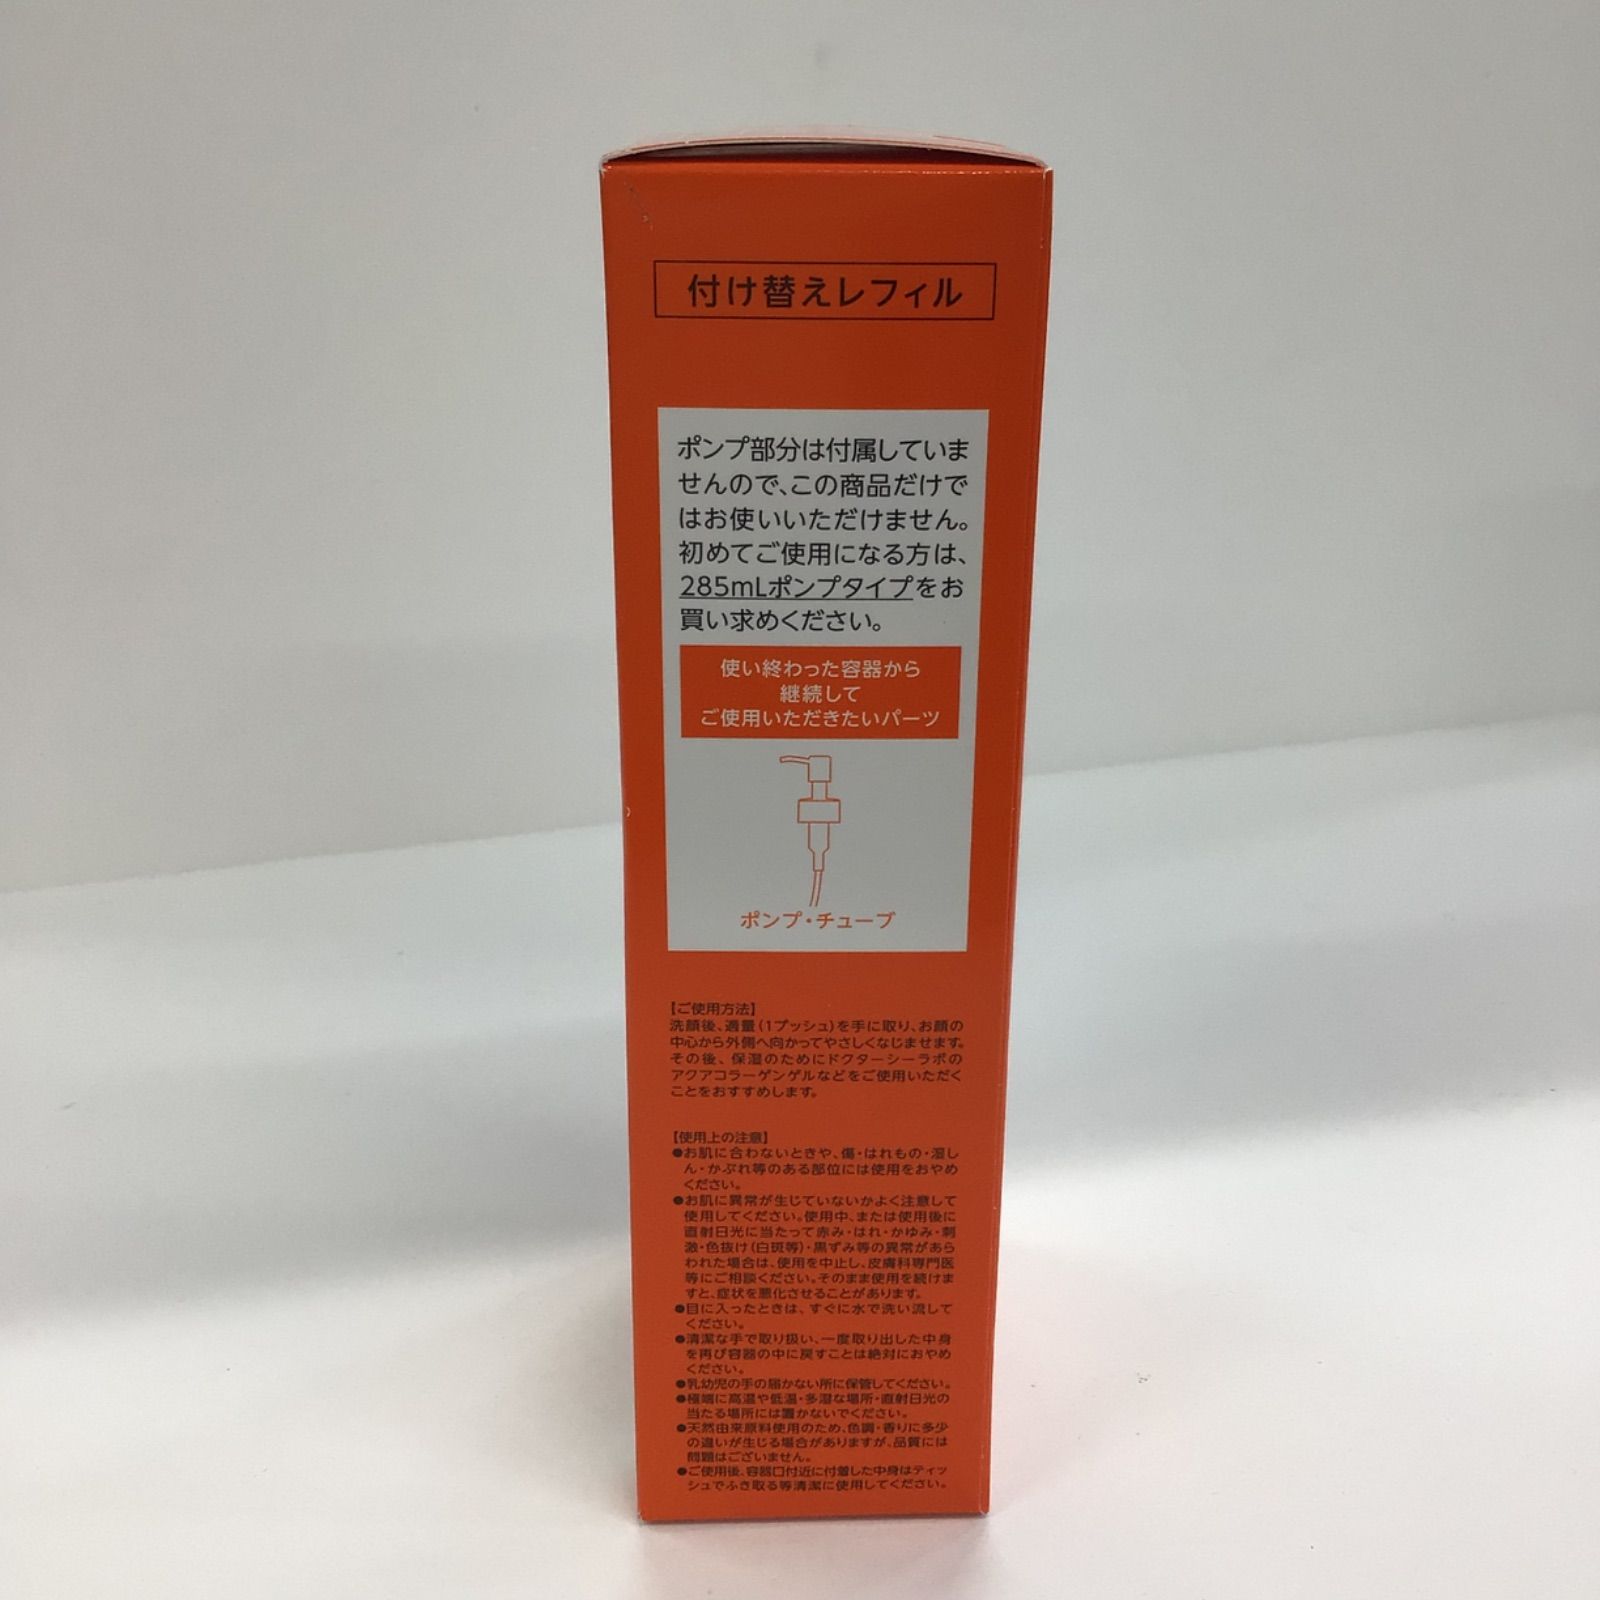 付け替えレフィル
ポンプ部分は付属していま
せんので、この商品だけで
はお使いいただけません。
初めてご使用になる方は、
285mLポンプタイプをお
買い求めください。
使い終わった容器から
継続して
ご使用いただきたいパーツ
ポンプ・チューブ
【ご使用方法】
洗顔後、適量(1プッシュ)を手に取り、お顔の
中心から外側へ向かってやさしくなじませます。
その後、保湿のためにドクターシーラボの
アクアコラーゲンゲルなどをご使用いただく
ことをおすすめします。
【使用上の注意】
●お肌に合わないときや、傷・はれもの・湿し
ん・かぶれ等のある部位には使用をおやめ
ください。
●お肌に異常が生じていないかよく注意して
使用してください。使用中、または使用後に
直射日光に当たって赤み・はれ・かゆみ・刺
激・色抜け(白斑等)・黒ずみ等の異常があら
われた場合は、使用を中止し、皮膚科専門医
等にご相談ください。そのまま使用を続けま
すと、症状を悪化させることがあります。
●目に入ったときは、すぐに水で洗い流して
ください。
●清潔な手で取り扱い、一度取り出した中身
を再び容器の中に戻すことは絶対におやめ
ください。
●乳幼児の手の届かない所に保管してください。
●極端に高温や低温・多湿な場所・直射日光の
当たる場所には置かないでください。
●天然由来原料使用のため、色調・香りに多少
の違いが生じる場合がありますが、品質には
問題はございません。
●ご使用後、容器口付近に付着した中身はティッ
シュでふき取る等清潔に使用してください。